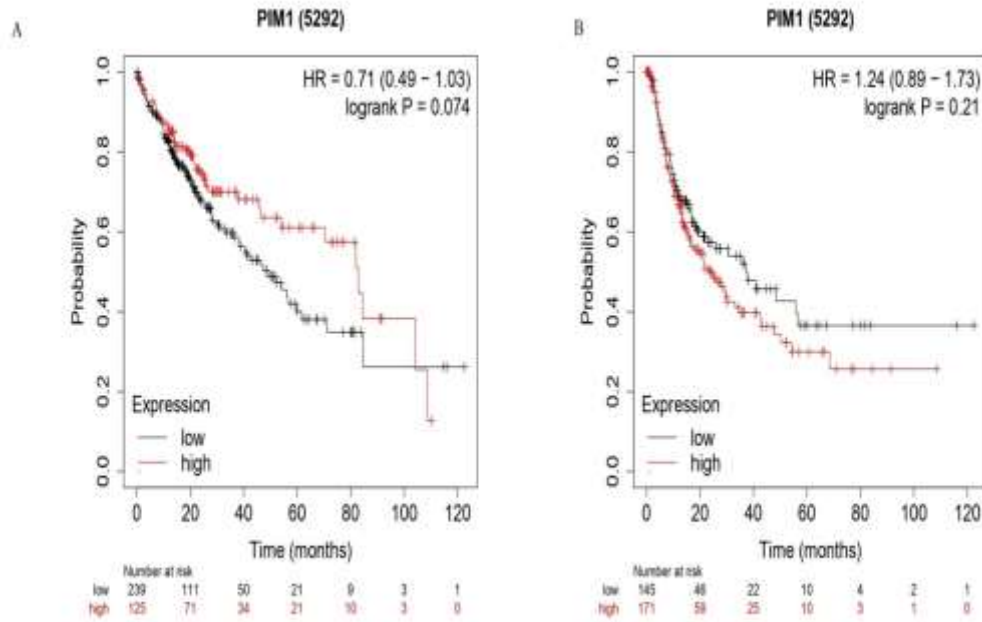 A
PIM1 (5292)
HR = 0.71 (0.49 − 1.03)
logrank P = 0.074
Probability
1.0
0.8
0.6
0.4
0.2
0.0
Expression
low
high
0 20 40 60 80 100 120
Time (months)
Number at risk
low 239 111 50 21 9 3 1
high 125 71 34 21 10 3 0
B
PIM1 (5292)
HR = 1.24 (0.89 − 1.73)
logrank P = 0.21
Probability
1.0
0.8
0.6
0.4
0.2
0.0
Expression
low
high
0 20 40 60 80 100 120
Time (months)
Number at risk
low 145 46 22 10 4 2 1
high 171 59 25 10 3 1 0